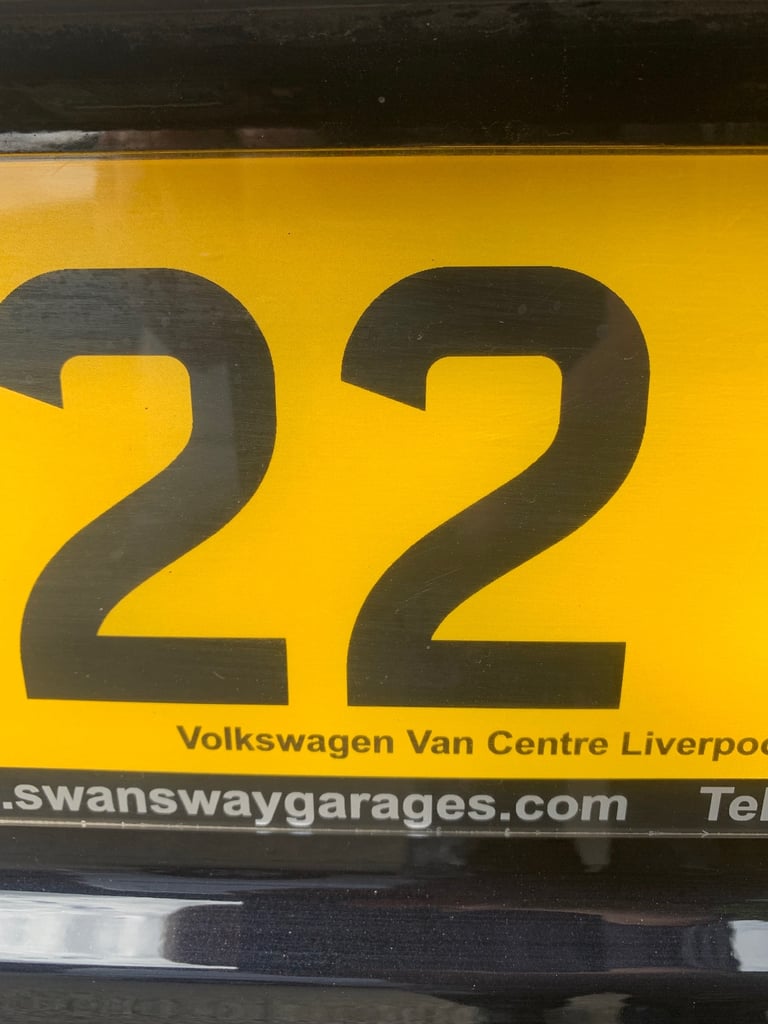 22
Volkswagen Van Centre Liverpoo
.swanswaygarages.com Tel